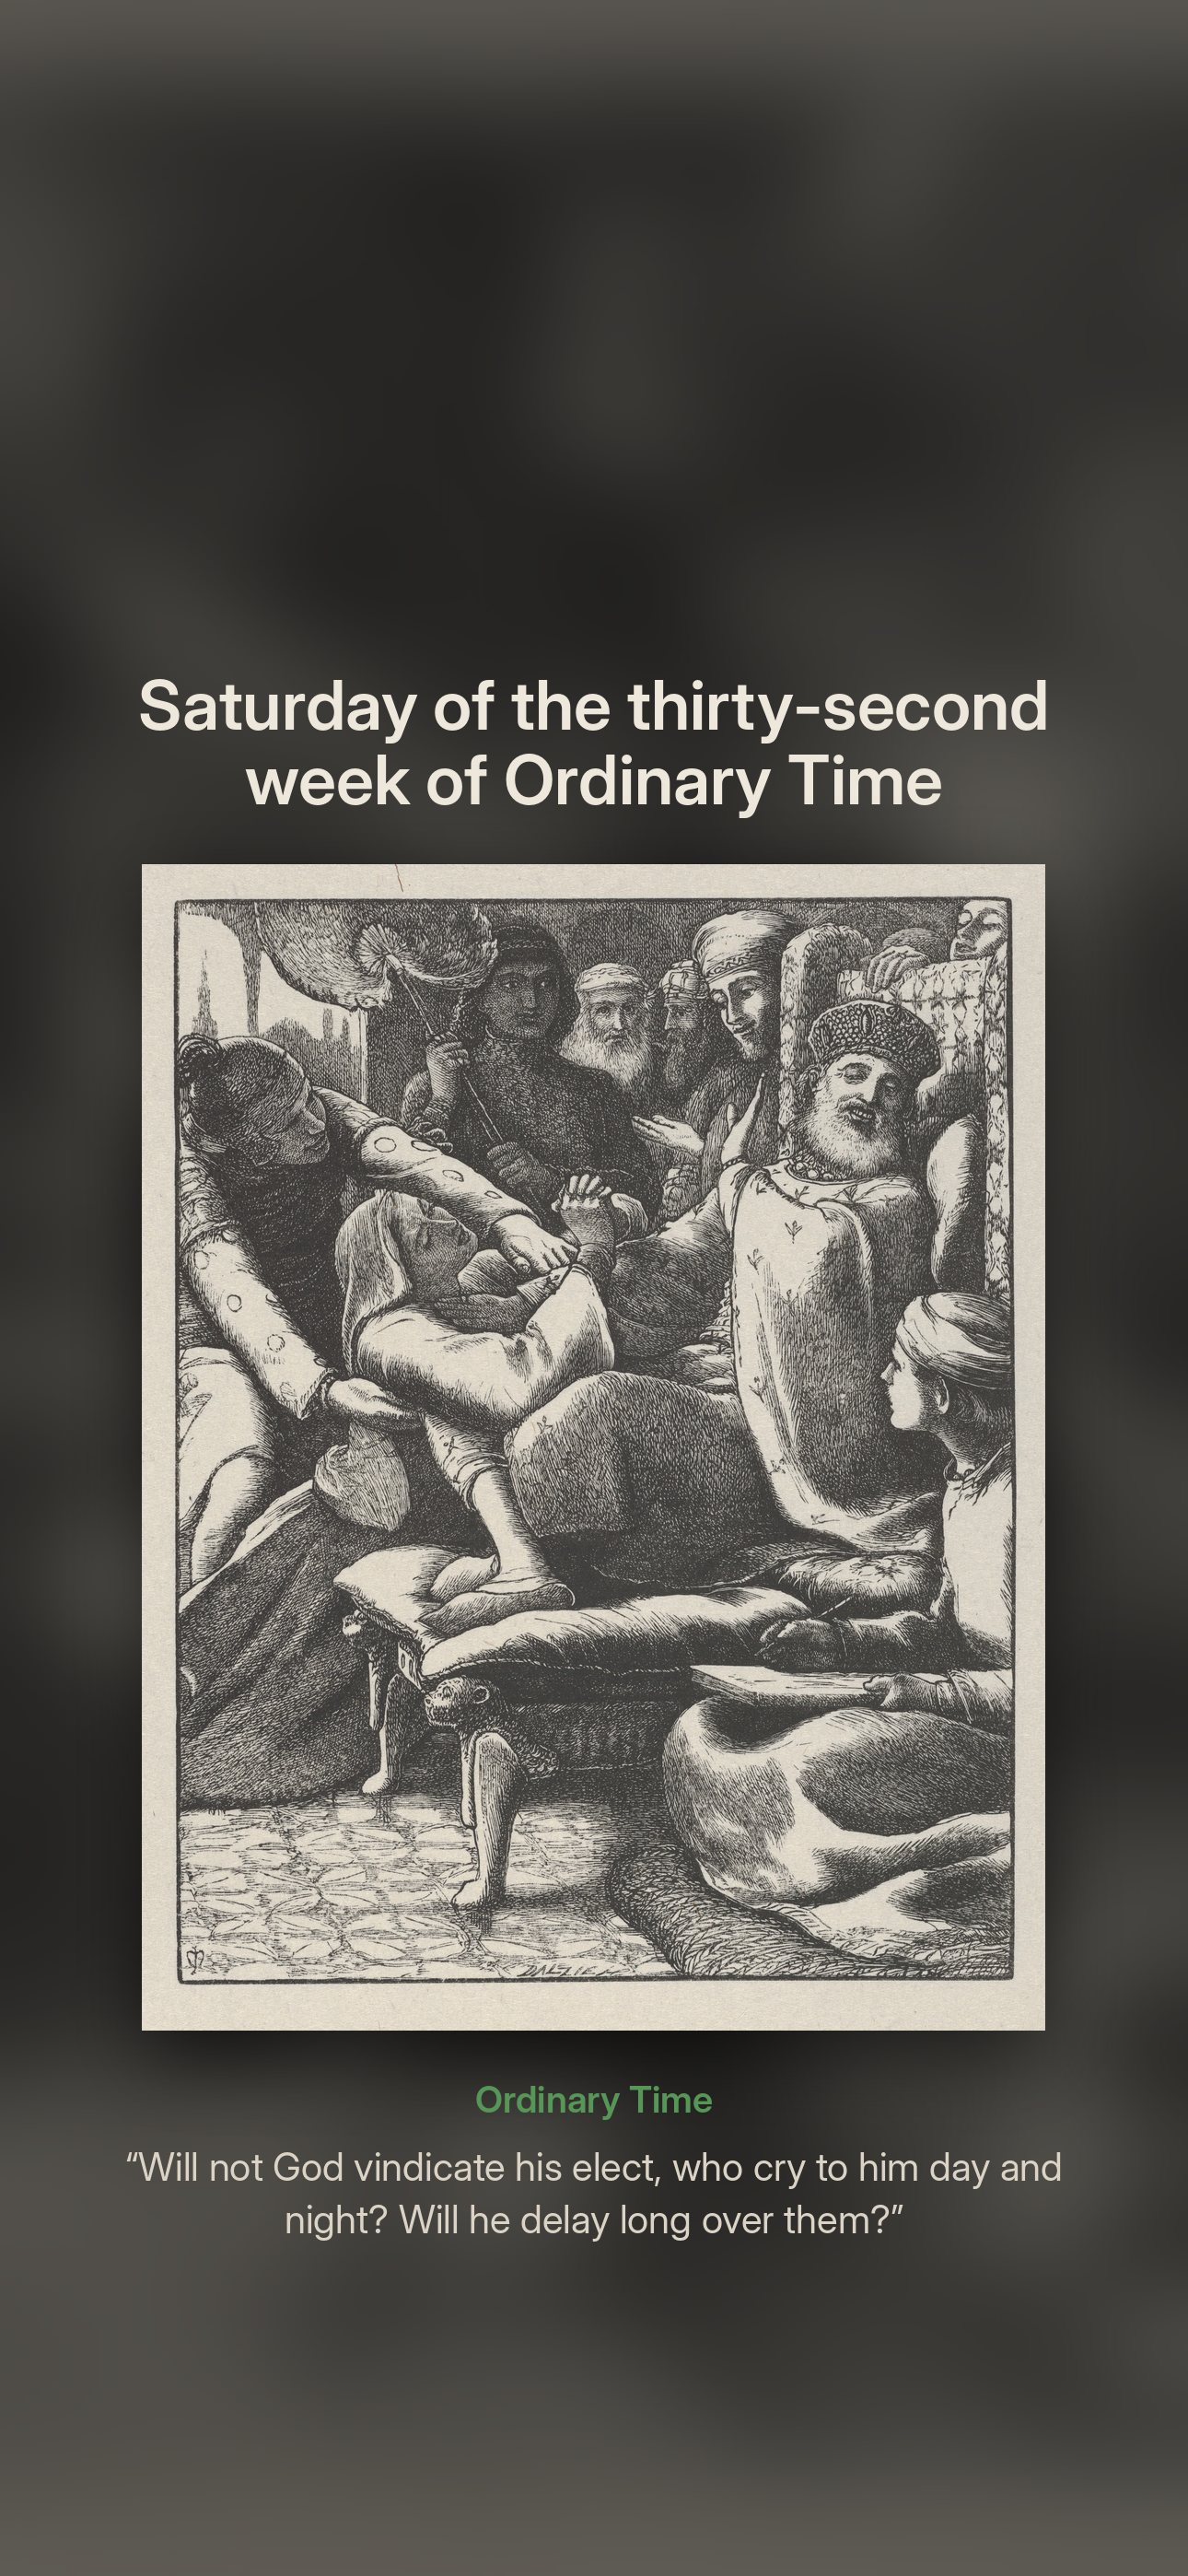 Saturday of the thirty-second
week of Ordinary Time
DALZIEL
Ordinary Time
“Will not God vindicate his elect, who cry to him day and
night? Will he delay long over them?”